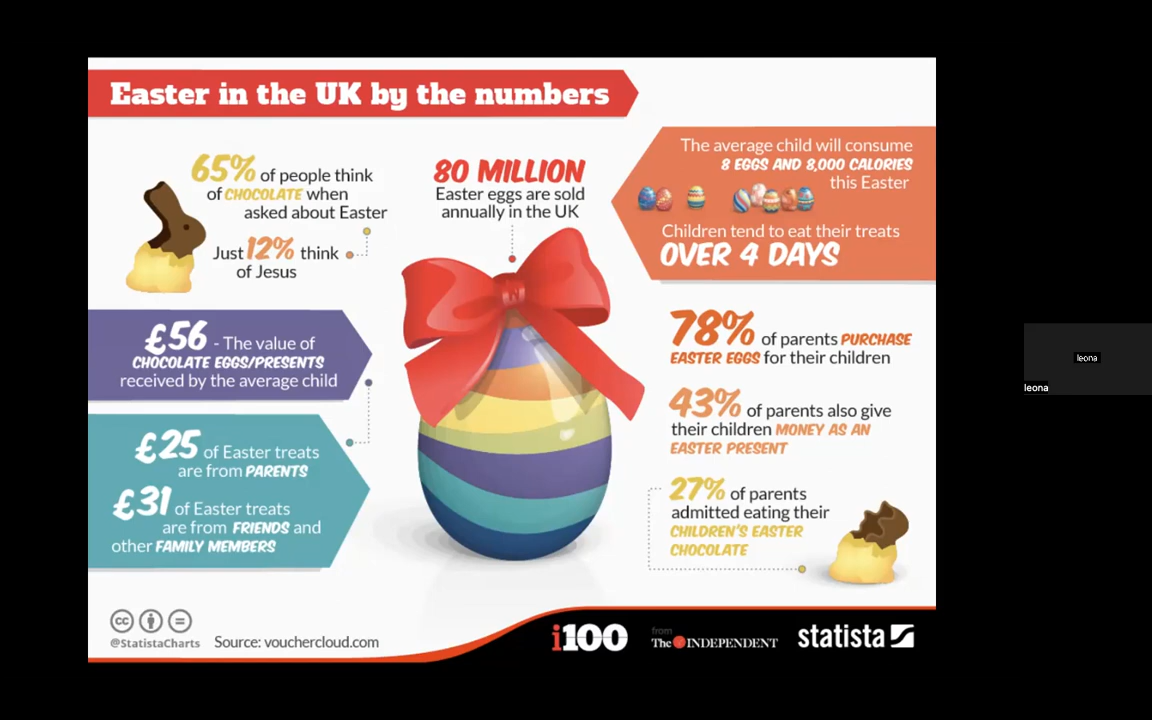 Easter in the UK by the numbers
65% of people think
of CHOCOLATE when
asked about Easter
Just 12% think
of Jesus
80 MILLION
Easter eggs are sold
annually in the UK
The average child will consume
8 EGGS AND 8,000 CALORIES
this Easter
Children tend to eat their treats
OVER 4 DAYS
£56 - The value of
CHOCOLATE EGGS/PRESENTS
received by the average child
£25 of Easter treats
are from PARENTS
£31 of Easter treats
are from FRIENDS and
other FAMILY MEMBERS
78% of parents PURCHASE
EASTER EGGS for their children
43% of parents also give
their children MONEY AS AN
EASTER PRESENT
27% of parents
admitted eating their
CHILDREN'S EASTER
CHOCOLATE
cc
@StatistaCharts Source: vouchercloud.com
i100
from
The INDEPENDENT
statista
leona
leona